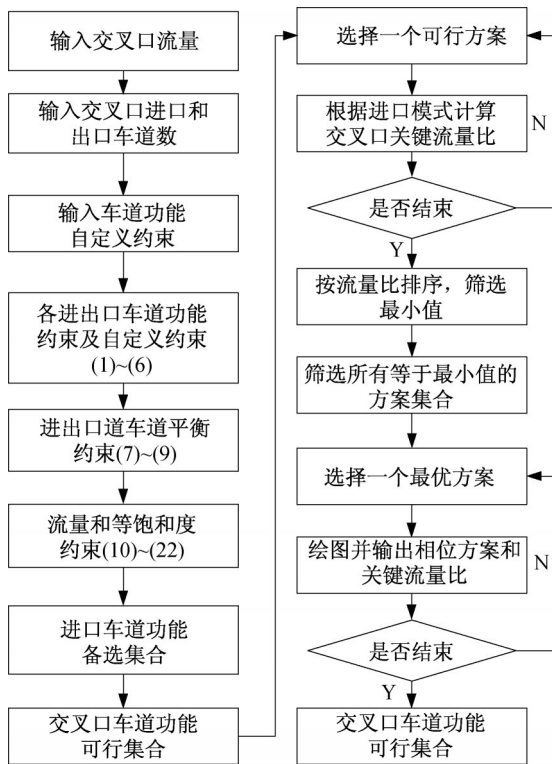 输入交叉口流量
输入交叉口进口和
出口车道数
输入车道功能
自定义约束
各进出口车道功能
约束及自定义约束
(1)~(6)
进出口道车道平衡
约束(7)~(9)
流量和等饱和度
约束(10)~(22)
进口车道功能
备选集合
交叉口车道功能
可行集合
选择一个可行方案
根据进口模式计算
交叉口关键流量比
N
是否结束
Y
按流量比排序，筛选
最小值
筛选所有等于最小值的
方案集合
选择一个最优方案
绘图并输出相位方案和
关键流量比
N
是否结束
Y
交叉口车道功能
可行集合